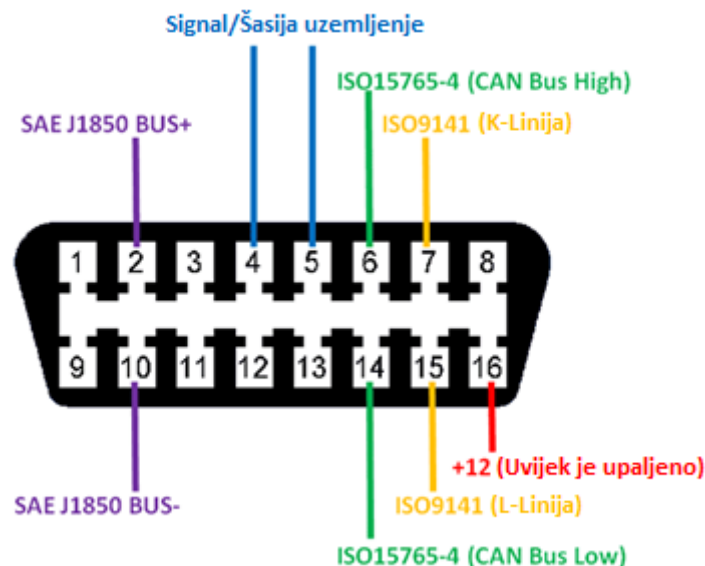 Signal/Šasija uzemljenje
ISO15765-4 (CAN Bus High)
SAE J1850 BUS+
ISO9141 (K-Linija)
1 2 3 4 5 6 7 8
9 10 11 12 13 14 15 16
+12 (Uvijek je upaljeno)
SAE J1850 BUS-
ISO9141 (L-Linija)
ISO15765-4 (CAN Bus Low)